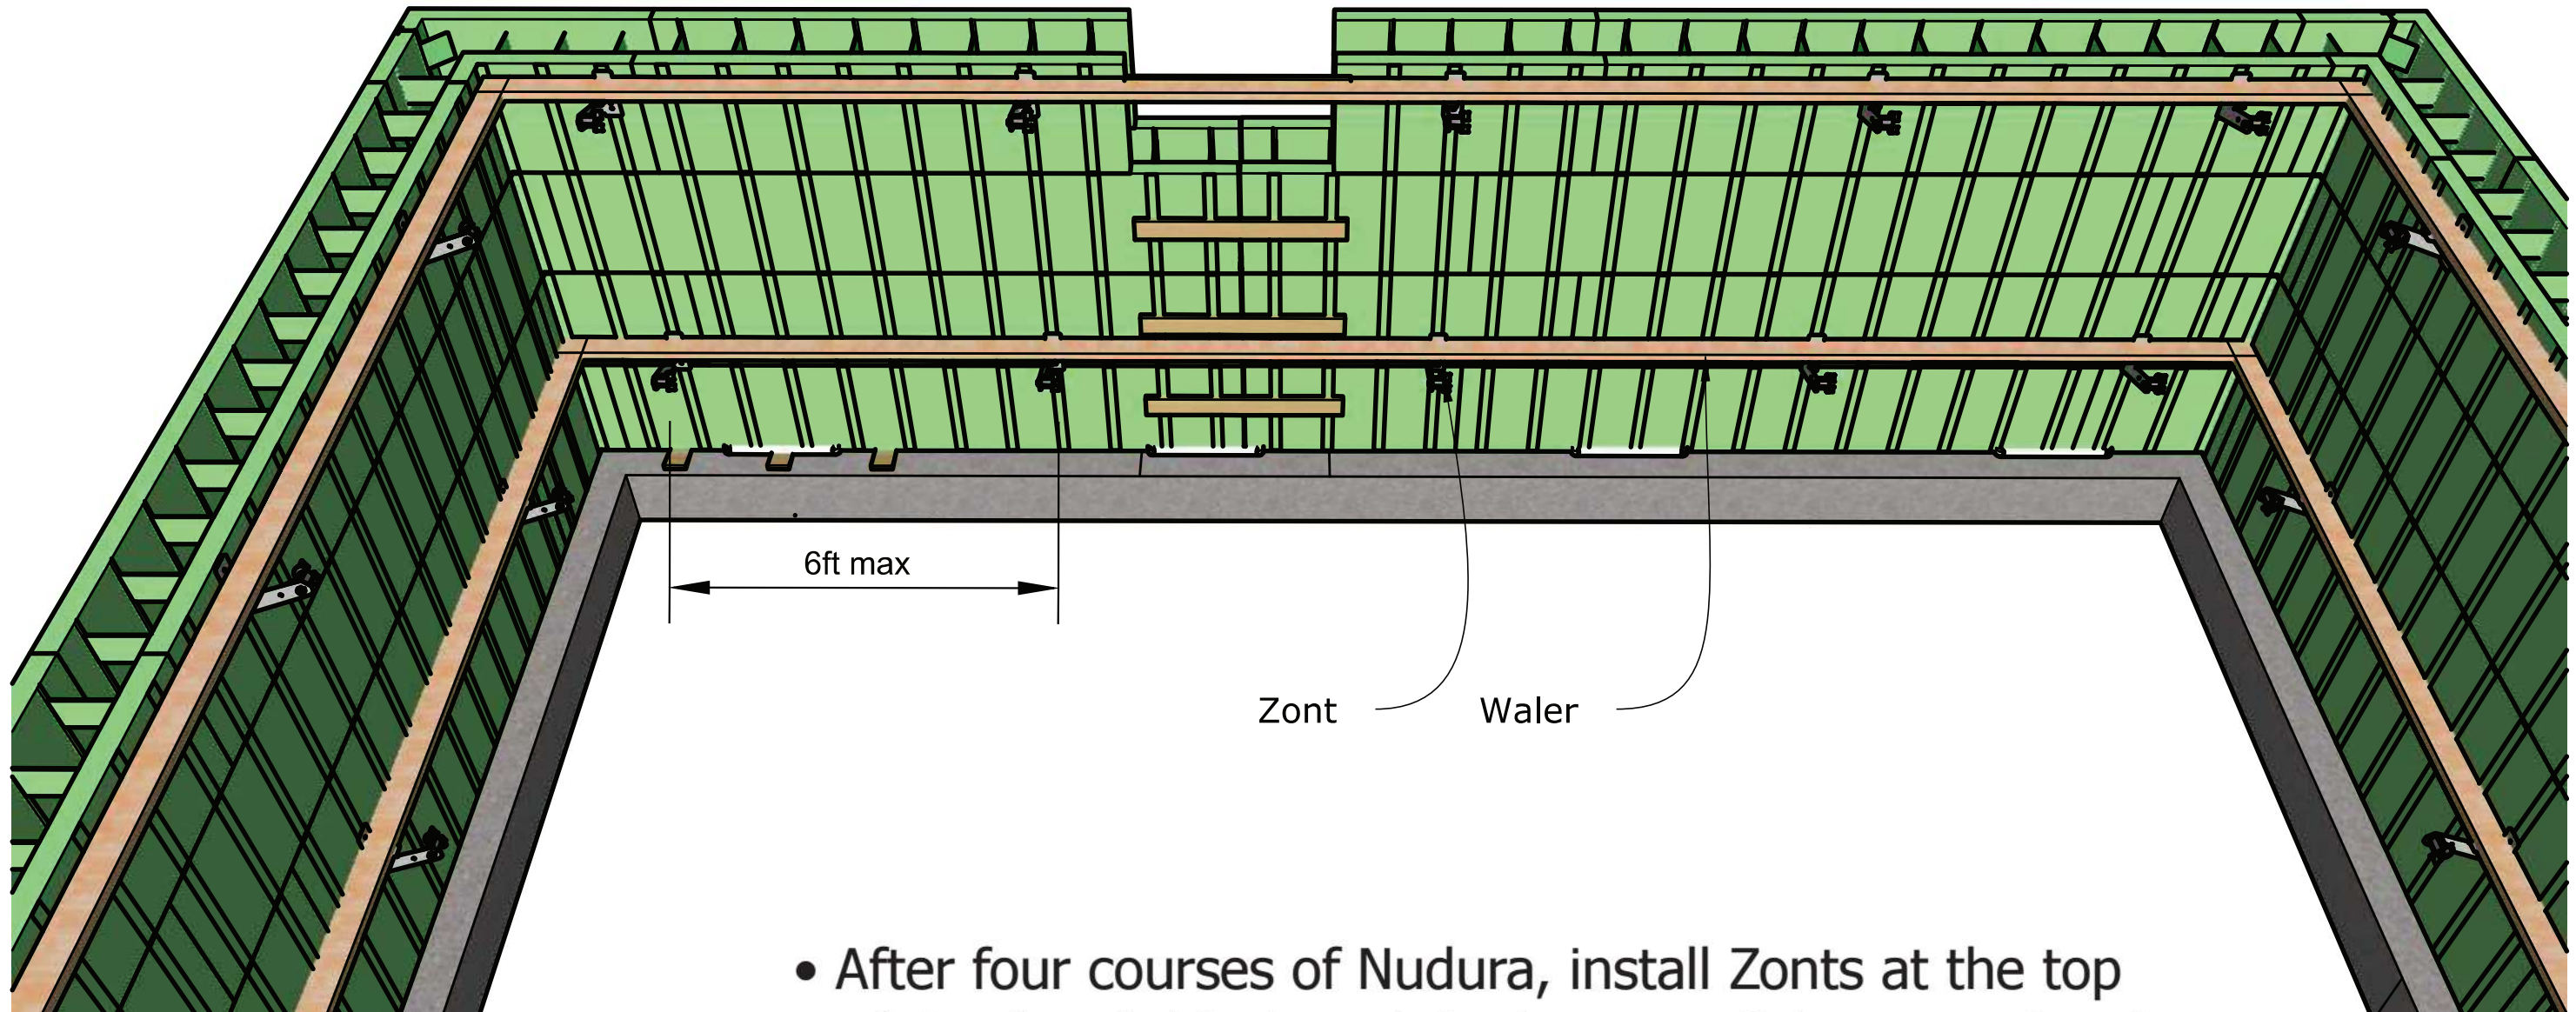 6ft max
Zont
Waler
• After four courses of Nudura, install Zonts at the top